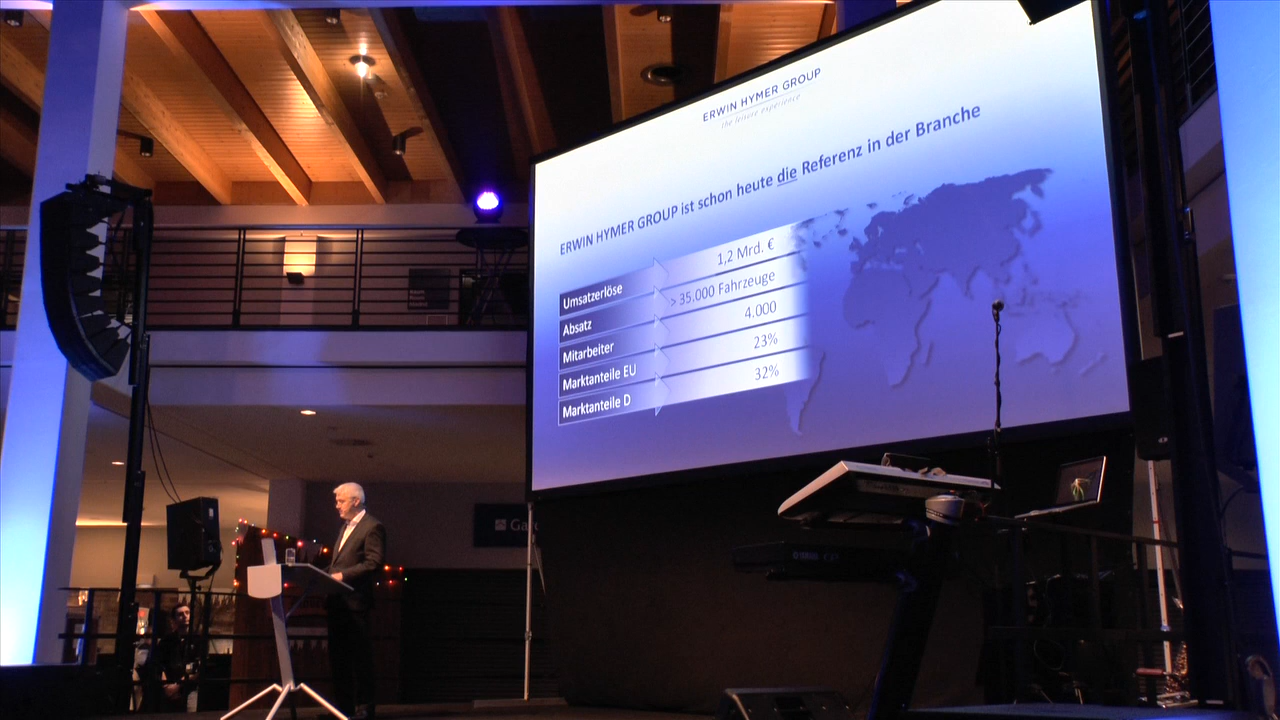 ERWIN HYMER GROUP
the leisure experience
ERWIN HYMER GROUP ist schon heute die Referenz in der Branche
Umsatzerlöse 1,2 Mrd. €
Absatz > 35.000 Fahrzeuge
Mitarbeiter 4.000
Marktanteile EU 23%
Marktanteile D 32%
YAMAHA